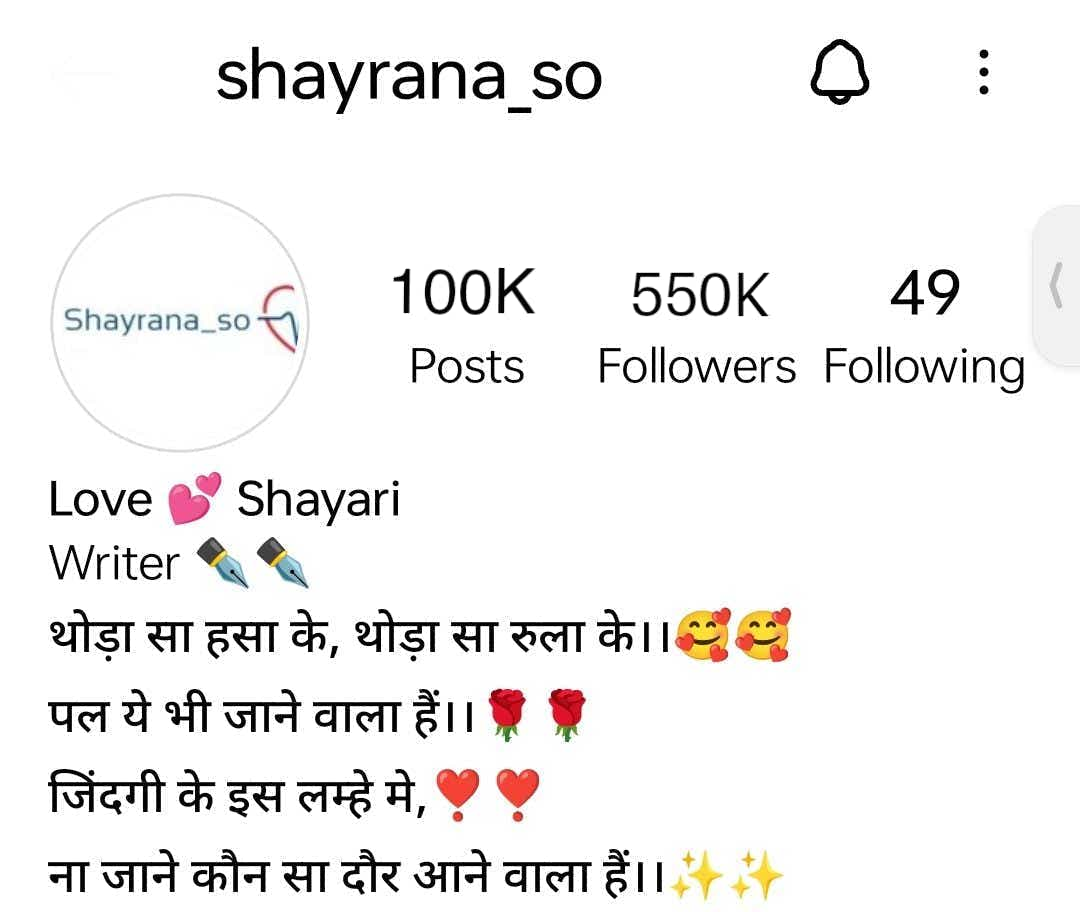 shayrana_so
Shayrana_so
100K 550K 49
Posts Followers Following
Love 💕 Shayari
Writer ✒️ ✒️
थोड़ा सा हसा के, थोड़ा सा रुला के।।🥰🥰
पल ये भी जाने वाला हैं।।🌹 🌹
जिंदगी के इस लम्हे मे,❣️ ❣️
ना जाने कौन सा दौर आने वाला हैं।।✨✨